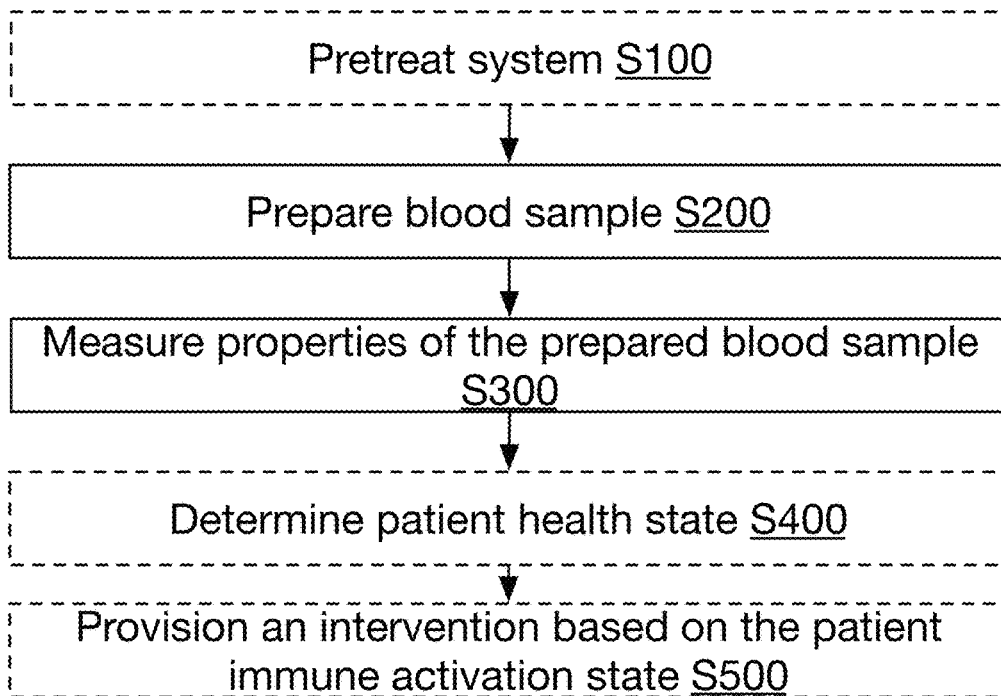 Pretreat system S100
Prepare blood sample S200
Measure properties of the prepared blood sample
S300
Determine patient health state S400
Provision an intervention based on the patient
immune activation state S500